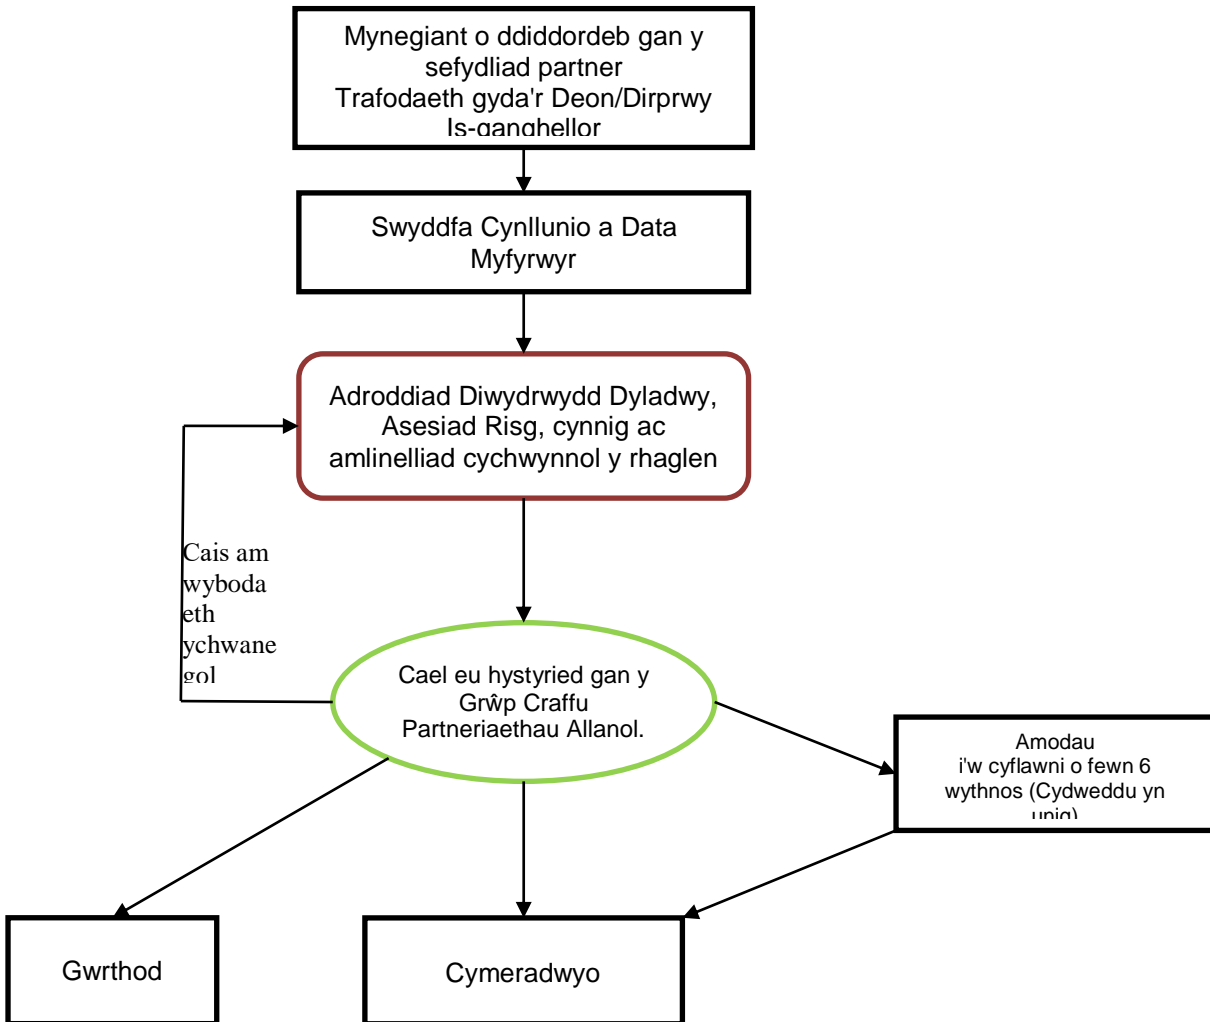 Mynegiant o ddiddordeb gan y
sefydliad partner
Trafodaeth gyda'r Deon/Dirprwy
Is-ganghellor
Swyddfa Cynllunio a Data
Myfyrwyr
Adroddiad Diwydrwydd Dyladwy,
Asesiad Risg, cynnig ac
amlinelliad cychwynnol y rhaglen
Cais am
wyboda
eth
ychwane
gol
Cael eu hystyried gan y
Grŵp Craffu
Partneriaethau Allanol.
Amodau
i'w cyflawni o fewn 6
wythnos (Cydweddu yn
unig)
Gwrthod
Cymeradwyo